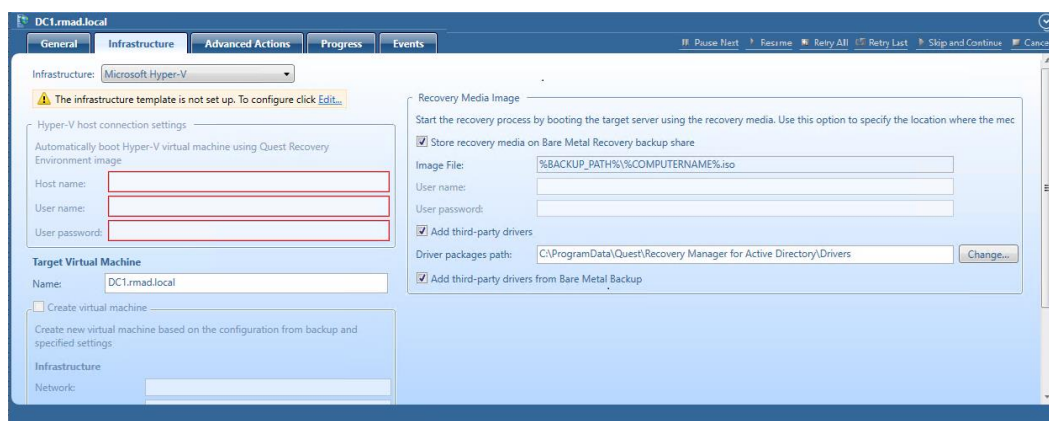 DC1.rmad.local
General Infrastructure Advanced Actions Progress Events
Pause Next Resume Retry All Retry Last Skip and Continue Cance
Infrastructure: Microsoft Hyper-V
The infrastructure template is not set up. To configure click Edit...
Hyper-V host connection settings
Automatically boot Hyper-V virtual machine using Quest Recovery
Environment image
Host name:
User name:
User password:
Target Virtual Machine
Name: DC1.rmad.local
Create virtual machine
Create new virtual machine based on the configuration from backup and
specified settings
Infrastructure
Network:
Recovery Media Image
Start the recovery process by booting the target server using the recovery media. Use this option to specify the location where the mec
Store recovery media on Bare Metal Recovery backup share
Image File: %BACKUP_PATH%\%COMPUTERNAME%.iso
User name:
User password:
Add third-party drivers
Driver packages path: C:\ProgramData\Quest\Recovery Manager for Active Directory\Drivers Change...
Add third-party drivers from Bare Metal Backup